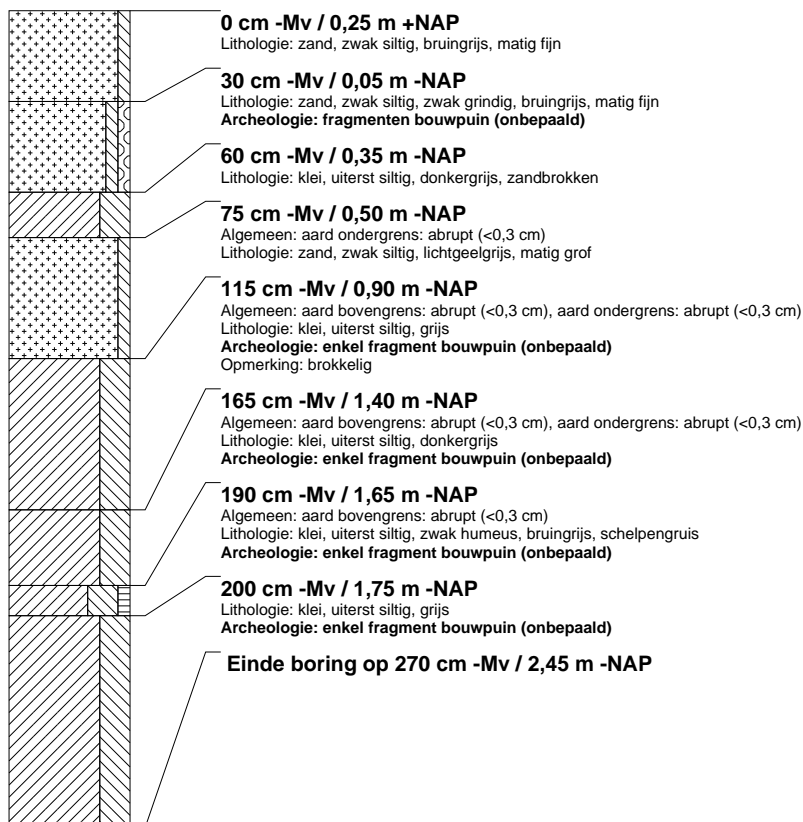 0 cm -Mv / 0,25 m +NAP
Lithologie: zand, zwak siltig, bruingrijs, matig fijn
30 cm -Mv / 0,05 m -NAP
Lithologie: zand, zwak siltig, zwak grindig, bruingrijs, matig fijn
Archeologie: fragmenten bouwpuin (onbepaald)
60 cm -Mv / 0,35 m -NAP
Lithologie: klei, uiterst siltig, donkergrijs, zandbrokken
75 cm -Mv / 0,50 m -NAP
Algemeen: aard ondergrens: abrupt (<0,3 cm)
Lithologie: zand, zwak siltig, lichtgeelgrijs, matig grof
115 cm -Mv / 0,90 m -NAP
Algemeen: aard bovengrens: abrupt (<0,3 cm), aard ondergrens: abrupt (<0,3 cm)
Lithologie: klei, uiterst siltig, grijs
Archeologie: enkel fragment bouwpuin (onbepaald)
Opmerking: brokkelig
165 cm -Mv / 1,40 m -NAP
Algemeen: aard bovengrens: abrupt (<0,3 cm), aard ondergrens: abrupt (<0,3 cm)
Lithologie: klei, uiterst siltig, donkergrijs
Archeologie: enkel fragment bouwpuin (onbepaald)
190 cm -Mv / 1,65 m -NAP
Algemeen: aard bovengrens: abrupt (<0,3 cm)
Lithologie: klei, uiterst siltig, zwak humeus, bruingrijs, schelpengruis
Archeologie: enkel fragment bouwpuin (onbepaald)
200 cm -Mv / 1,75 m -NAP
Lithologie: klei, uiterst siltig, grijs
Archeologie: enkel fragment bouwpuin (onbepaald)
Einde boring op 270 cm -Mv / 2,45 m -NAP